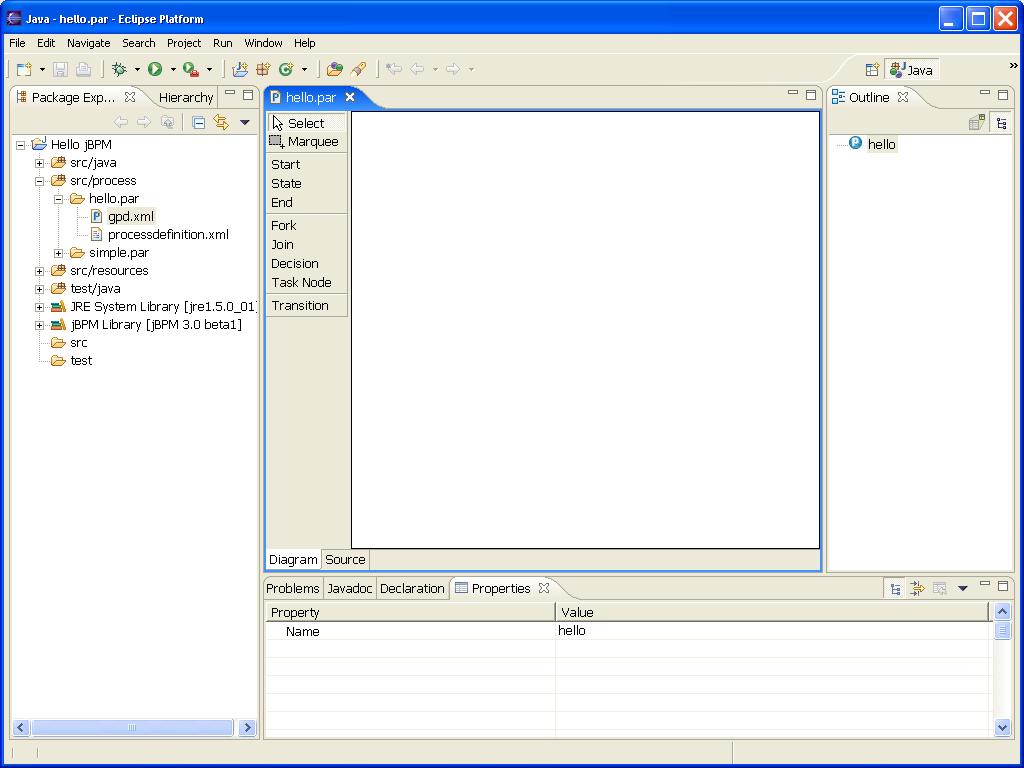 Java - hello.par - Eclipse Platform
File Edit Navigate Search Project Run Window Help
Java »
Package Exp... Hierarchy
Hello jBPM
src/java
src/process
hello.par
gpd.xml
processdefinition.xml
simple.par
src/resources
test/java
JRE System Library [jre1.5.0_01]
jBPM Library [jBPM 3.0 beta1]
src
test
hello.par
Select
Marquee
Start
State
End
Fork
Join
Decision
Task Node
Transition
Diagram Source
Outline
hello
Problems Javadoc Declaration Properties
Property Value
Name hello